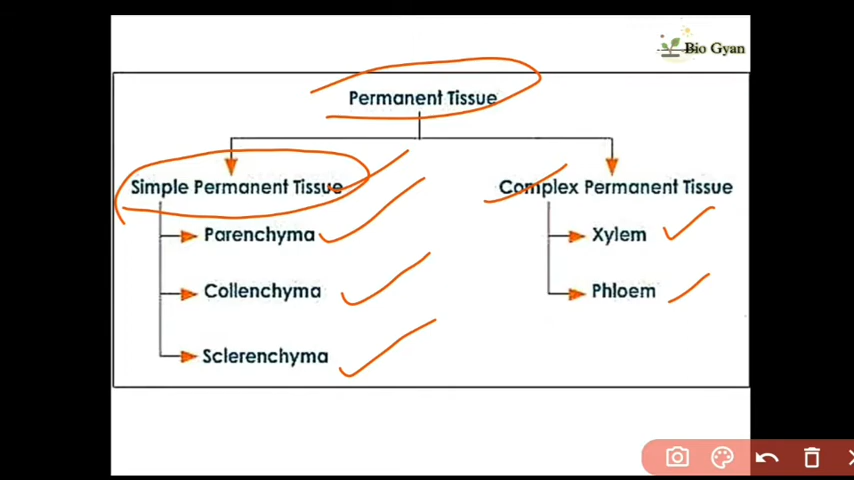 Bio Gyan
Permanent Tissue
Simple Permanent Tissue
Complex Permanent Tissue
Parenchyma
Xylem
Collenchyma
Phloem
Sclerenchyma